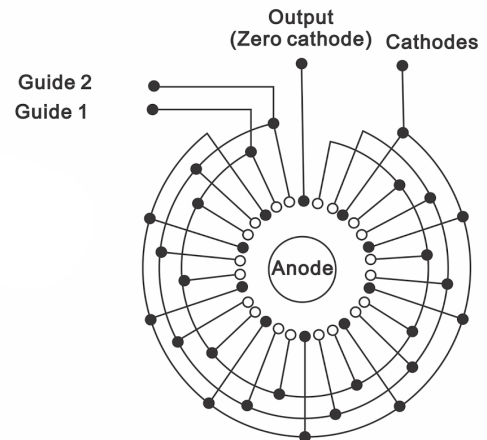 Output
(Zero cathode)
Cathodes
Guide 2
Guide 1
Anode